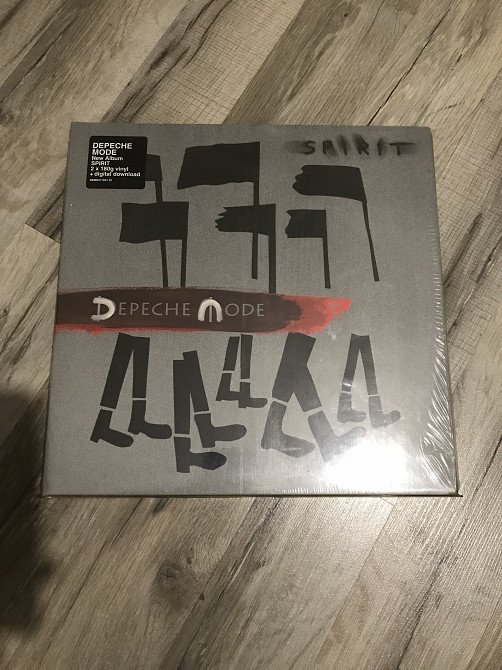 DEPECHE
MODE
New Album
SPIRIT
2 x 180g vinyl
+ digital download
SPIRIT
DEPECHE MODE